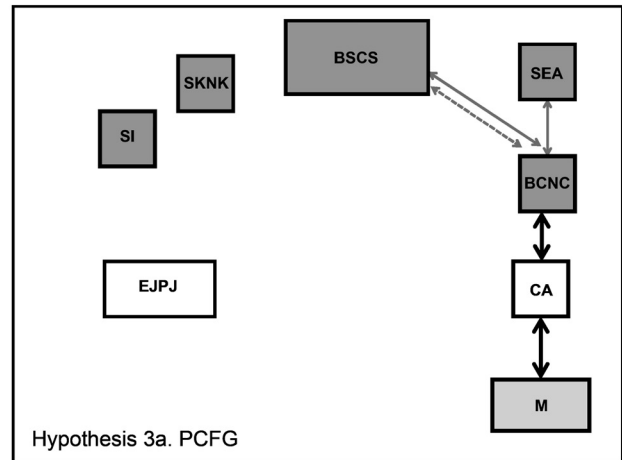 BSCS
SEA
SKNK
SI
BCNC
EJPJ
CA
M
Hypothesis 3a. PCFG